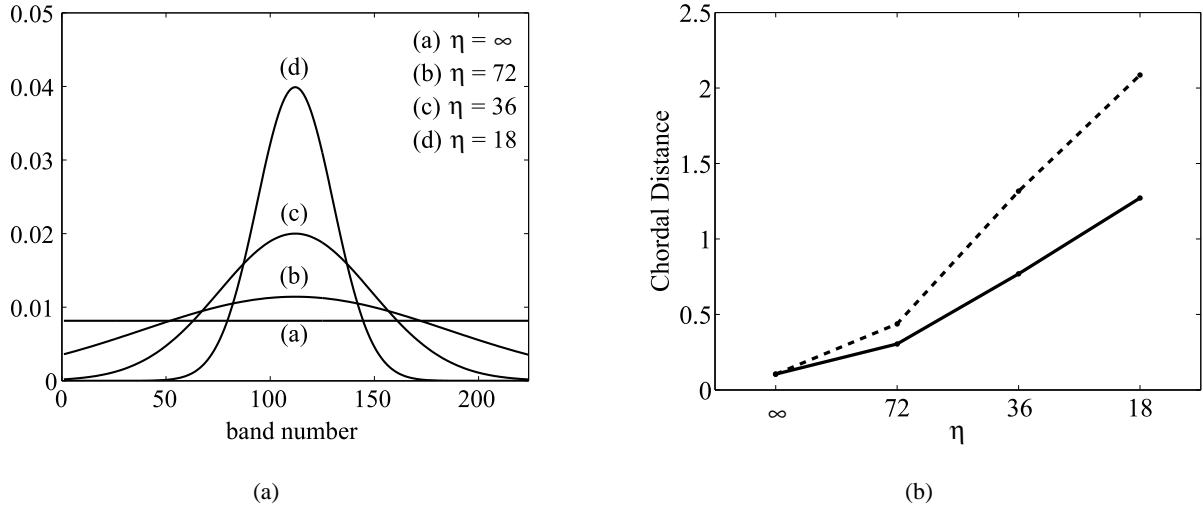 0.05
0.04
0.03
0.02
0.01
0
0
50
100
150
200
band number
(a) η = ∞
(b) η = 72
(c) η = 36
(d) η = 18
(d)
(c)
(b)
(a)
(a)
2.5
2
1.5
1
0.5
0
Chordal Distance
∞
72
36
18
η
(b)